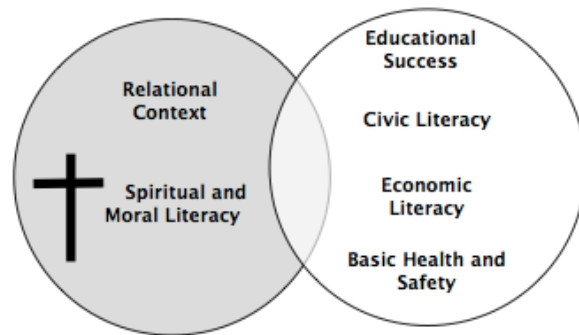 Relational
Context
Spiritual and
Moral Literacy
Educational
Success
Civic Literacy
Economic
Literacy
Basic Health and
Safety